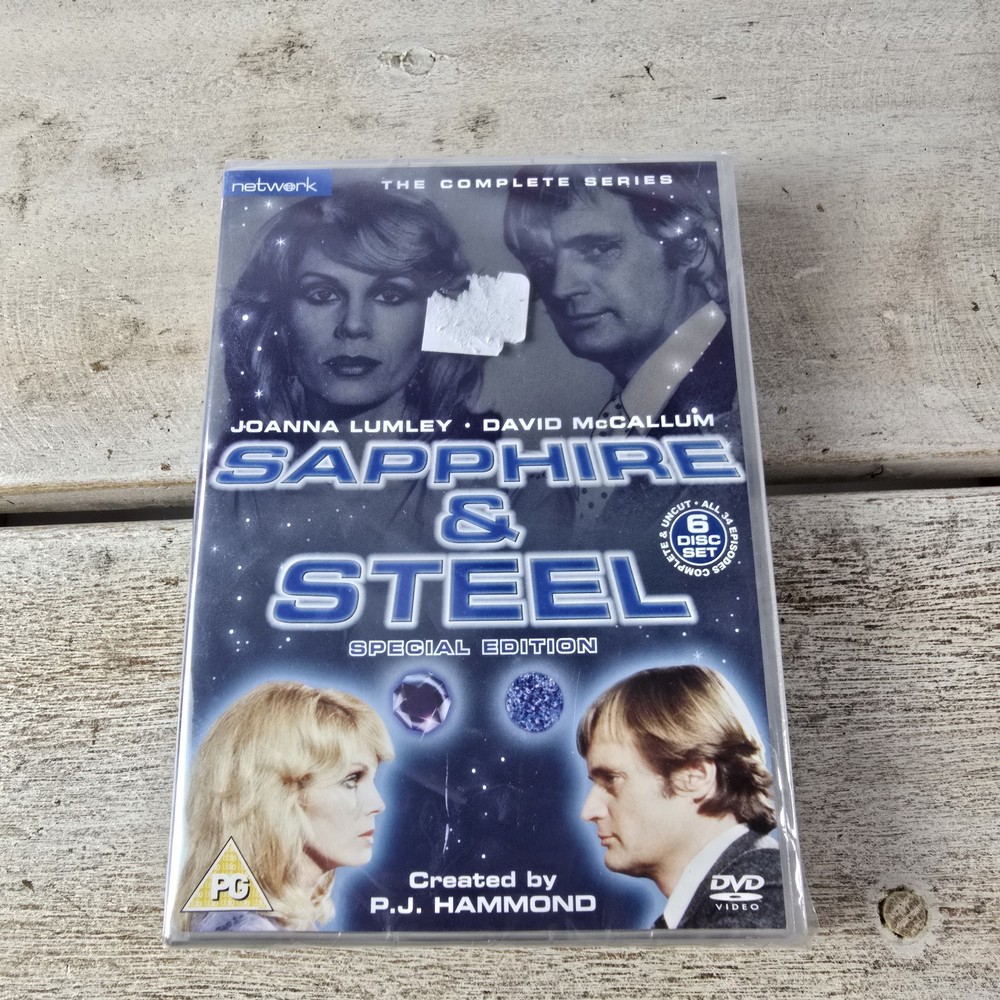 network
THE COMPLETE SERIES
JOANNA LUMLEY · DAVID McCALLUM
SAPPHIRE
&
STEEL
6
DISC
SET
COMPLETE & UNCUT · ALL 34 EPISODES ·
SPECIAL EDITION
Created by
P.J. HAMMOND
PG
DVD
VIDEO